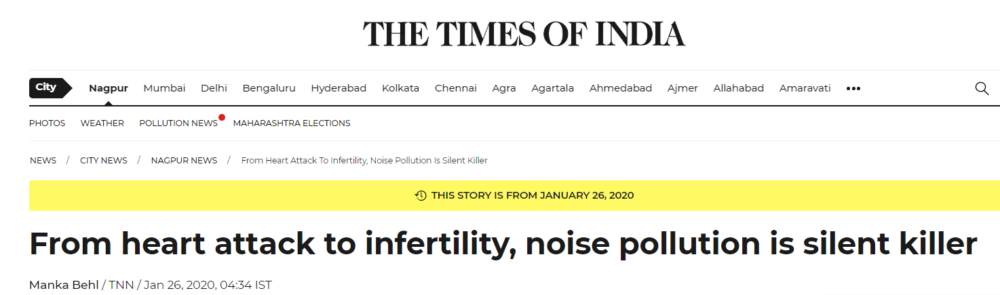 THE TIMES OF INDIA
City Nagpur Mumbai Delhi Bengaluru Hyderabad Kolkata Chennai Agra Agartala Ahmedabad Ajmer Allahabad Amaravati •••
PHOTOS WEATHER POLLUTION NEWS MAHARASHTRA ELECTIONS
NEWS / CITY NEWS / NAGPUR NEWS / From Heart Attack To Infertility, Noise Pollution Is Silent Killer
THIS STORY IS FROM JANUARY 26, 2020
From heart attack to infertility, noise pollution is silent killer
Manka Behl / TNN / Jan 26, 2020, 04:34 IST